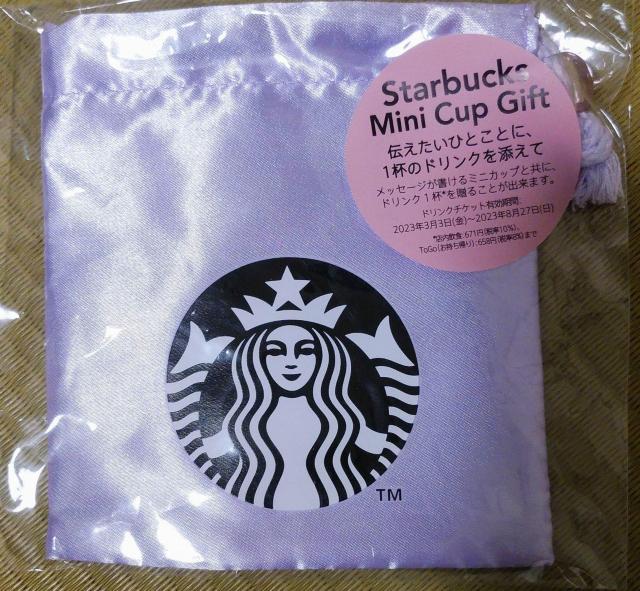 Starbucks
Mini Cup Gift
伝えたいひとことに、
1杯のドリンクを添えて
メッセージが書けるミニカップと共に、
ドリンク1杯*を贈ることが出来ます。
ドリンクチケット有効期間:
2023年3月3日(金)~2023年8月27日(日)
*店内飲食:671円(税率10%)、
ToGo(お持ち帰り):658円(税率8%)まで
TM